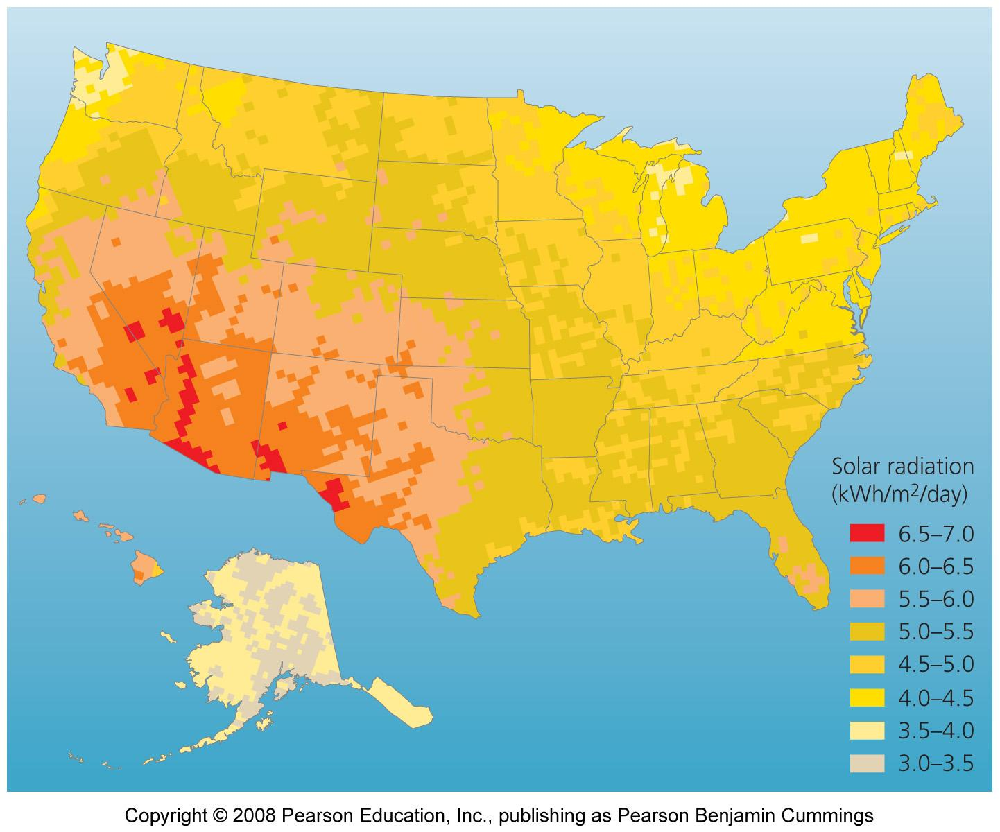 Solar radiation
(kWh/m2/day)
6.5–7.0
6.0–6.5
5.5–6.0
5.0–5.5
4.5–5.0
4.0–4.5
3.5–4.0
3.0–3.5
Copyright © 2008 Pearson Education, Inc., publishing as Pearson Benjamin Cummings